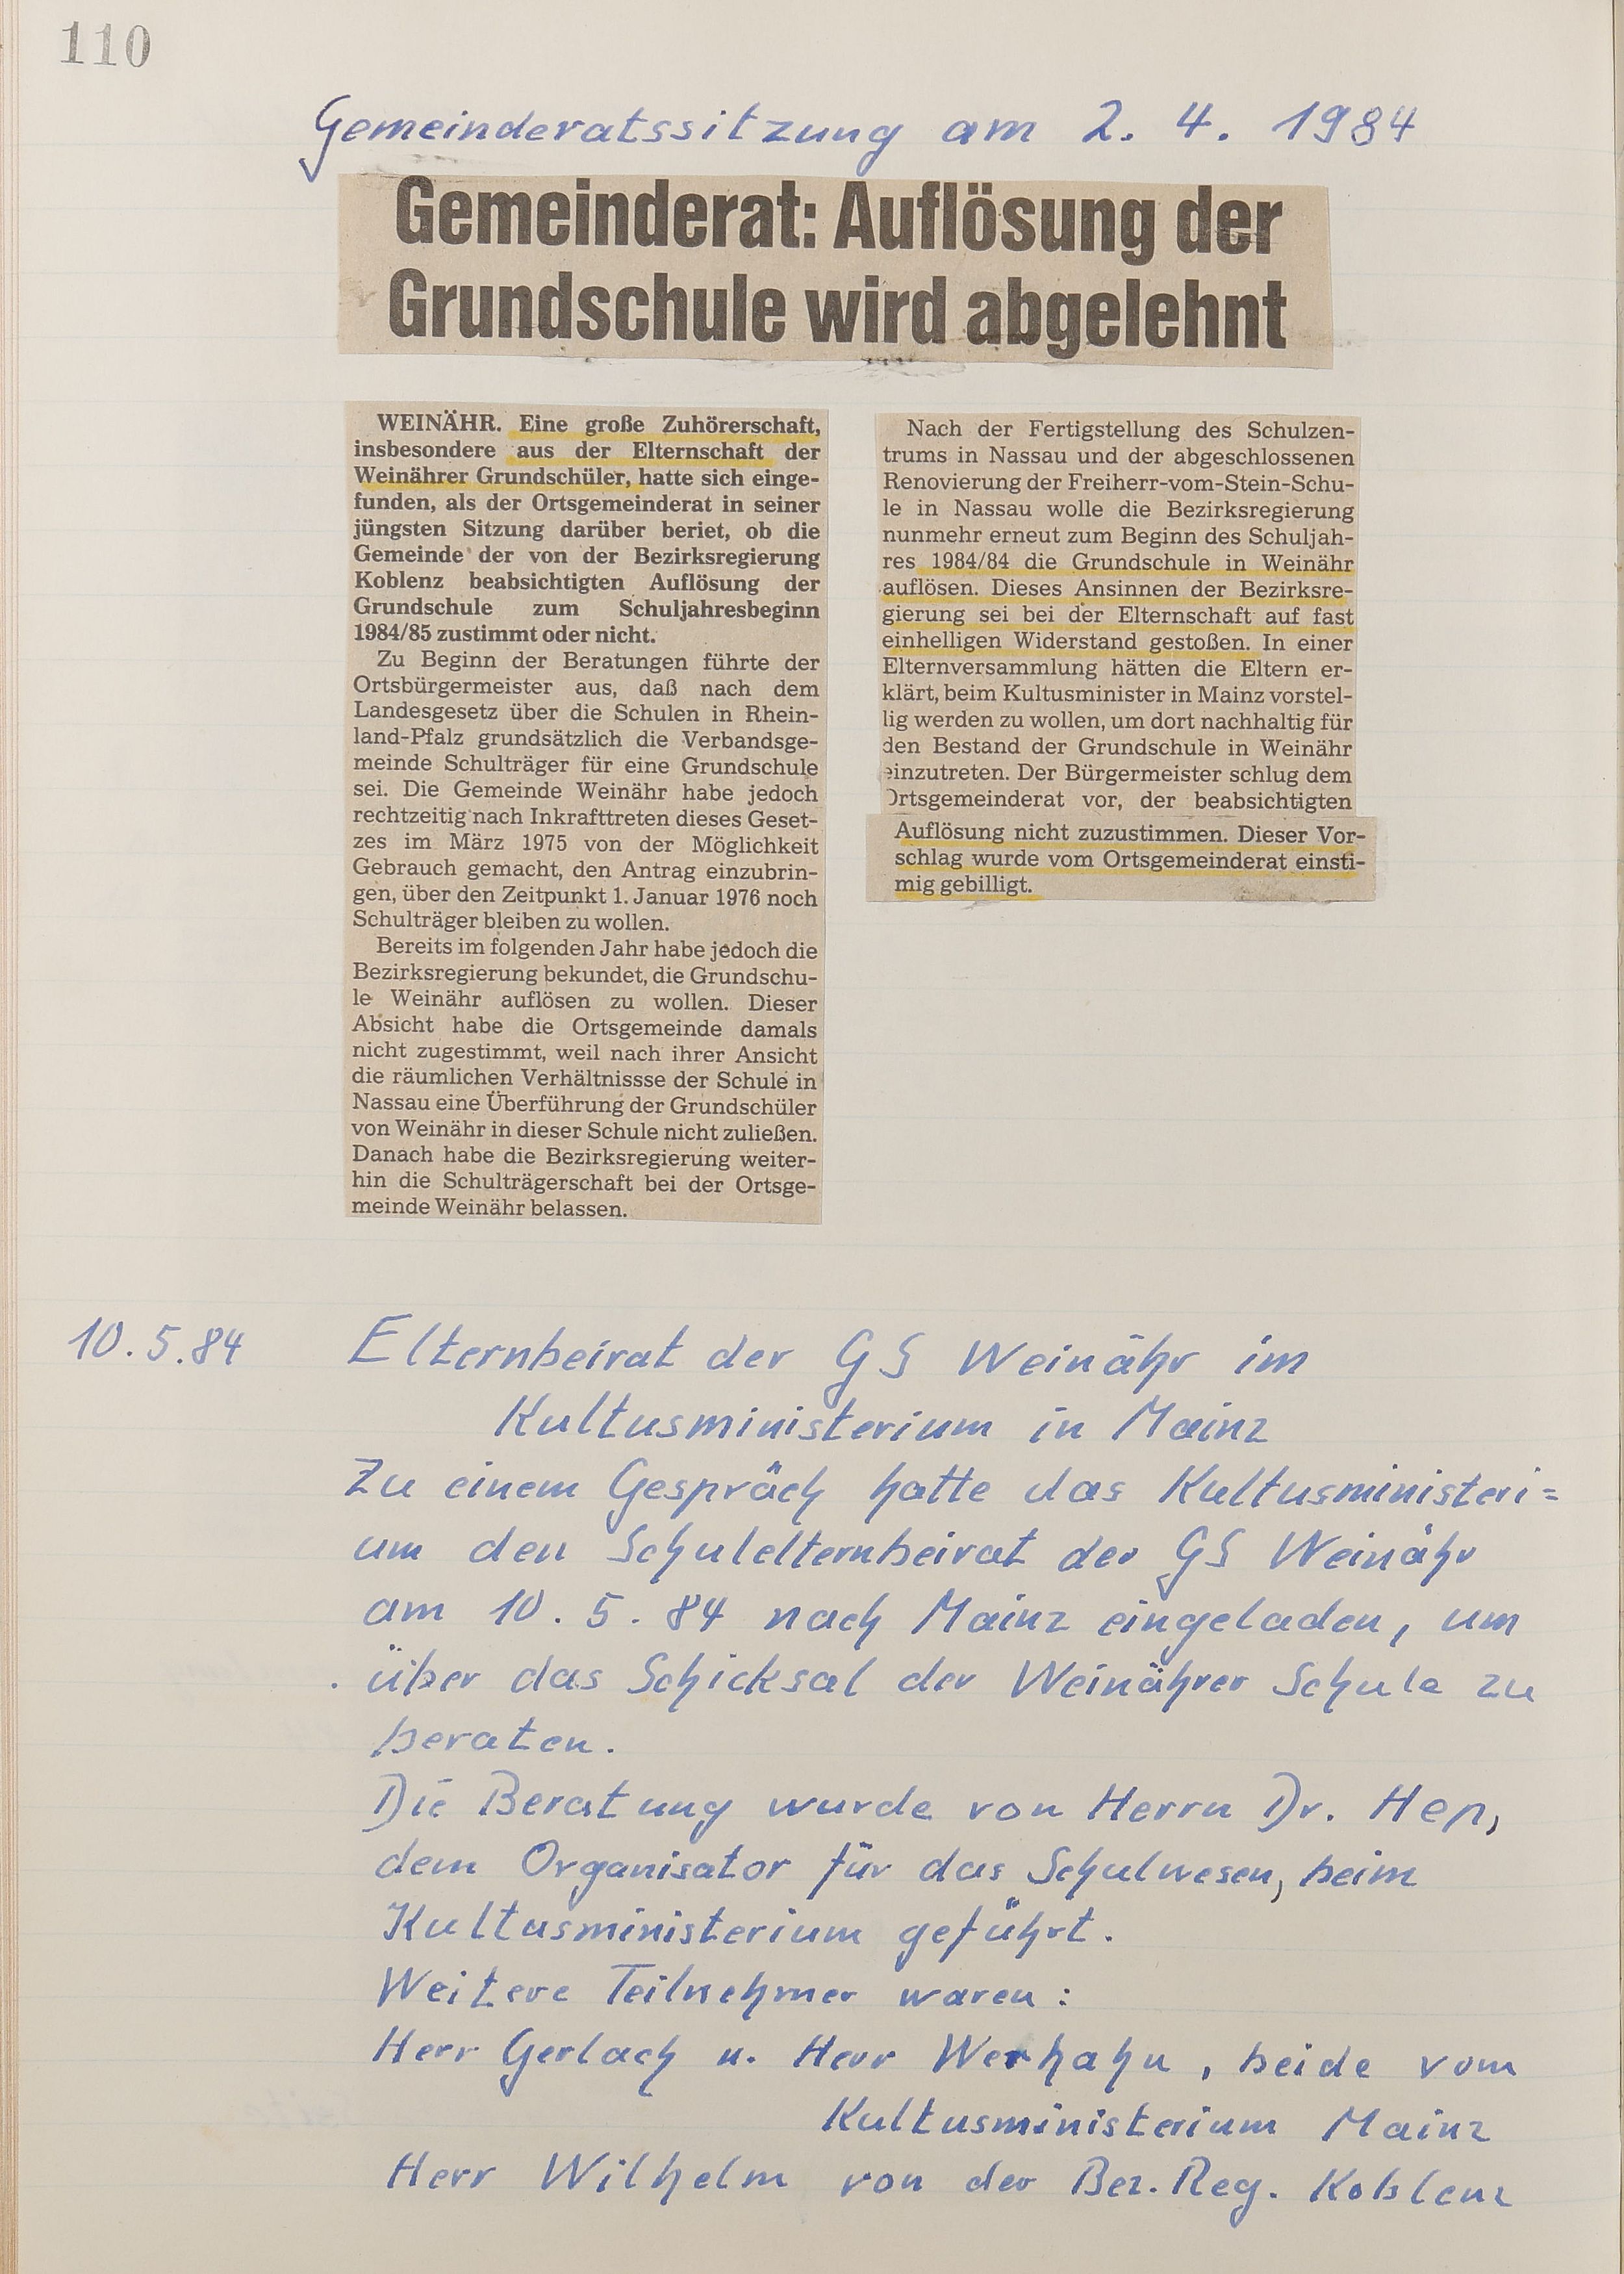 110
Gemeinderatssitzung am 2. 4. 1984
Gemeinderat: Auflösung der
Grundschule wird abgelehnt
WEINÄHR. Eine große Zuhörerschaft,
insbesondere aus der Elternschaft der
Weinährer Grundschüler, hatte sich einge-
funden, als der Ortsgemeinderat in seiner
jüngsten Sitzung darüber beriet, ob die
Gemeinde der von der Bezirksregierung
Koblenz beabsichtigten Auflösung der
Grundschule zum Schuljahresbeginn
1984/85 zustimmt oder nicht.
Zu Beginn der Beratungen führte der
Ortsbürgermeister aus, daß nach dem
Landesgesetz über die Schulen in Rhein-
land-Pfalz grundsätzlich die Verbandsge-
meinde Schulträger für eine Grundschule
sei. Die Gemeinde Weinähr habe jedoch
rechtzeitig nach Inkrafttreten dieses Geset-
zes im März 1975 von der Möglichkeit
Gebrauch gemacht, den Antrag einzubrin-
gen, über den Zeitpunkt 1. Januar 1976 noch
Schulträger bleiben zu wollen.
Bereits im folgenden Jahr habe jedoch die
Bezirksregierung bekundet, die Grundschu-
le Weinähr auflösen zu wollen. Dieser
Absicht habe die Ortsgemeinde damals
nicht zugestimmt, weil nach ihrer Ansicht
die räumlichen Verhältnissse der Schule in
Nassau eine Überführung der Grundschüler
von Weinähr in dieser Schule nicht zuließen.
Danach habe die Bezirksregierung weiter-
hin die Schulträgerschaft bei der Ortsge-
meinde Weinähr belassen.
Nach der Fertigstellung des Schulzen-
trums in Nassau und der abgeschlossenen
Renovierung der Freiherr-vom-Stein-Schu-
le in Nassau wolle die Bezirksregierung
nunmehr erneut zum Beginn des Schuljah-
res 1984/84 die Grundschule in Weinähr
auflösen. Dieses Ansinnen der Bezirksre-
gierung sei bei der Elternschaft auf fast
einhelligen Widerstand gestoßen. In einer
Elternversammlung hätten die Eltern er-
klärt, beim Kultusminister in Mainz vorstel-
lig werden zu wollen, um dort nachhaltig für
den Bestand der Grundschule in Weinähr
einzutreten. Der Bürgermeister schlug dem
Ortsgemeinderat vor, der beabsichtigten
Auflösung nicht zuzustimmen. Dieser Vor-
schlag wurde vom Ortsgemeinderat einsti-
mig gebilligt.
10.5.84 Elternbeirat der GS Weinähr im
Kultusministerium in Mainz
Zu einem Gespräch hatte das Kultusministeri=
um den Schulelternbeirat der GS Weinähr
am 10. 5. 84 nach Mainz eingeladen, um
über das Schicksal der Weinährer Schule zu
beraten.
Die Beratung wurde von Herrn Dr. Hep,
dem Organisator für das Schulwesen, beim
Kultusministerium geführt.
Weitere Teilnehmer waren:
Herr Gerlach u. Herr Werhahn, beide vom
Kultusministerium Mainz
Herr Wilhelm von der Bez. Reg. Koblenz